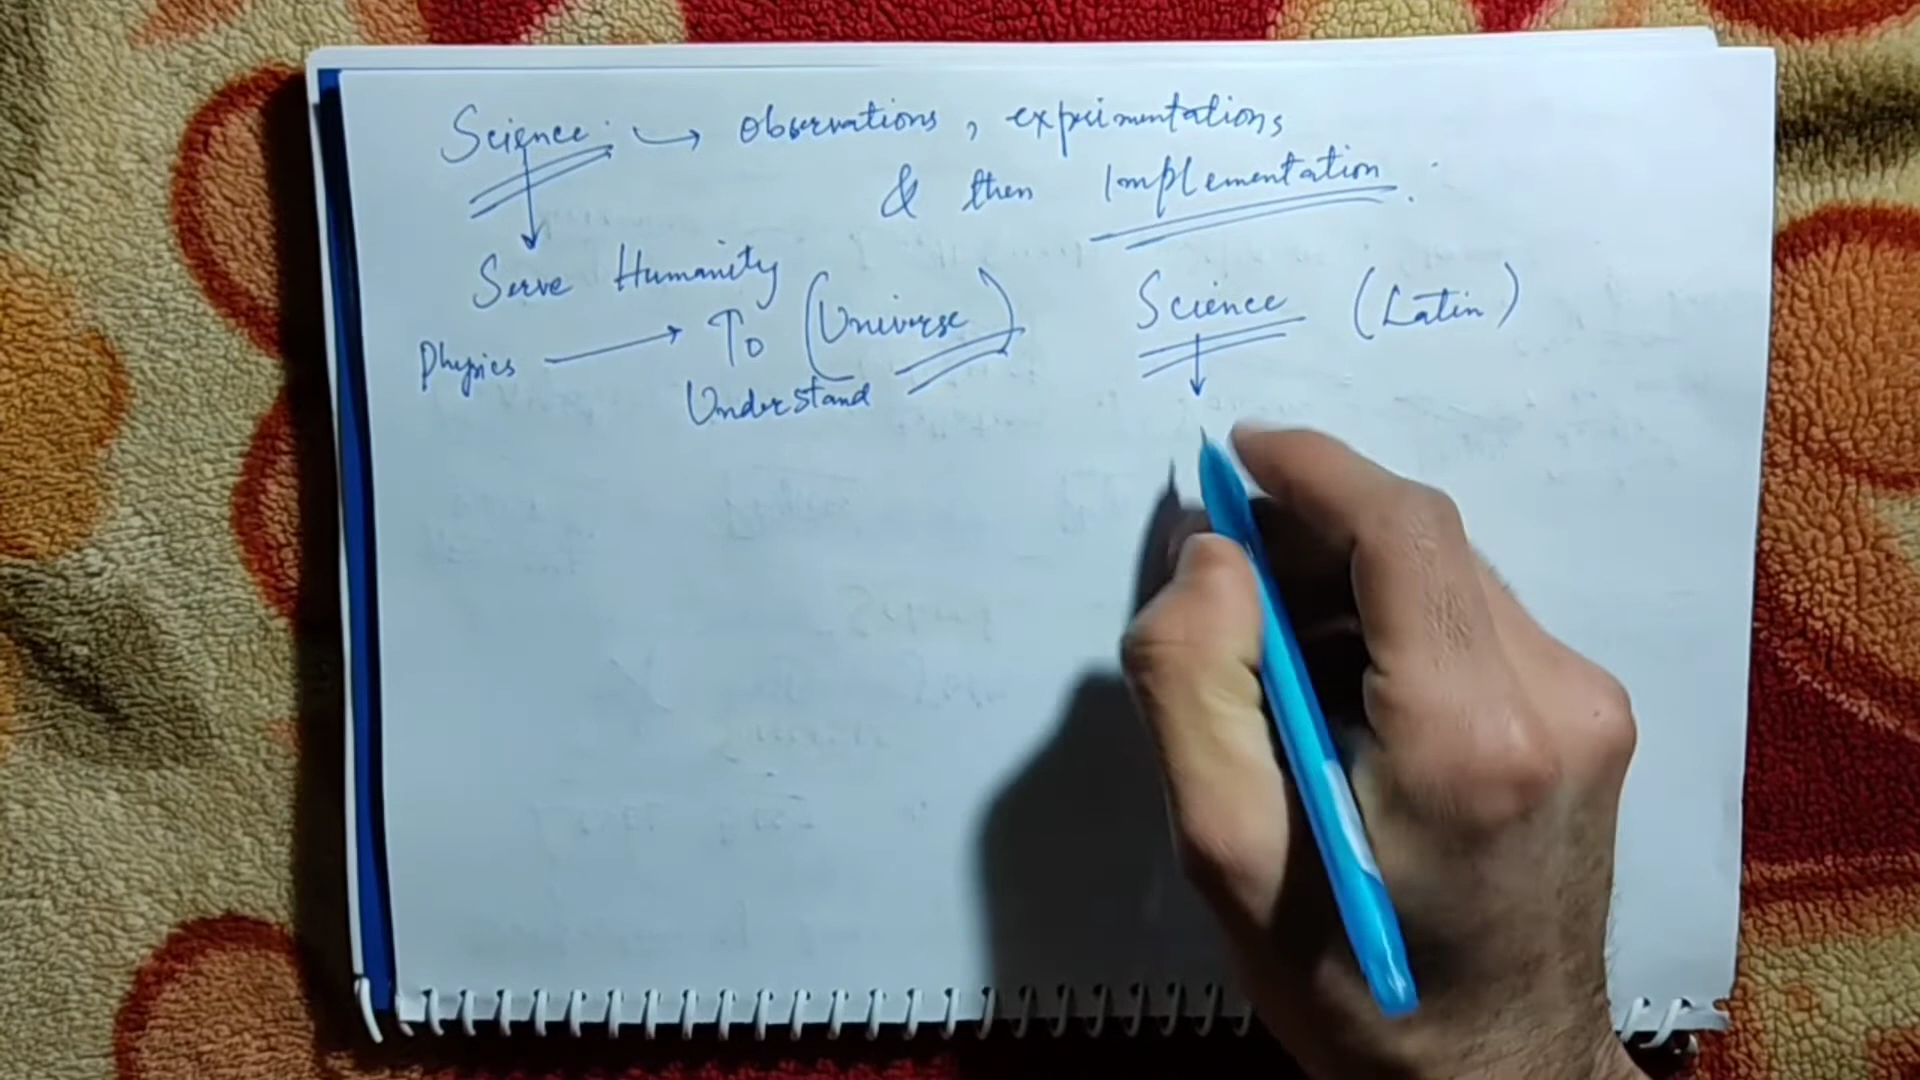 Science → Observations, experimentations
& then Implementation.
Serve Humanity
Physics → To (Universe)
Understand
Science (Latin)